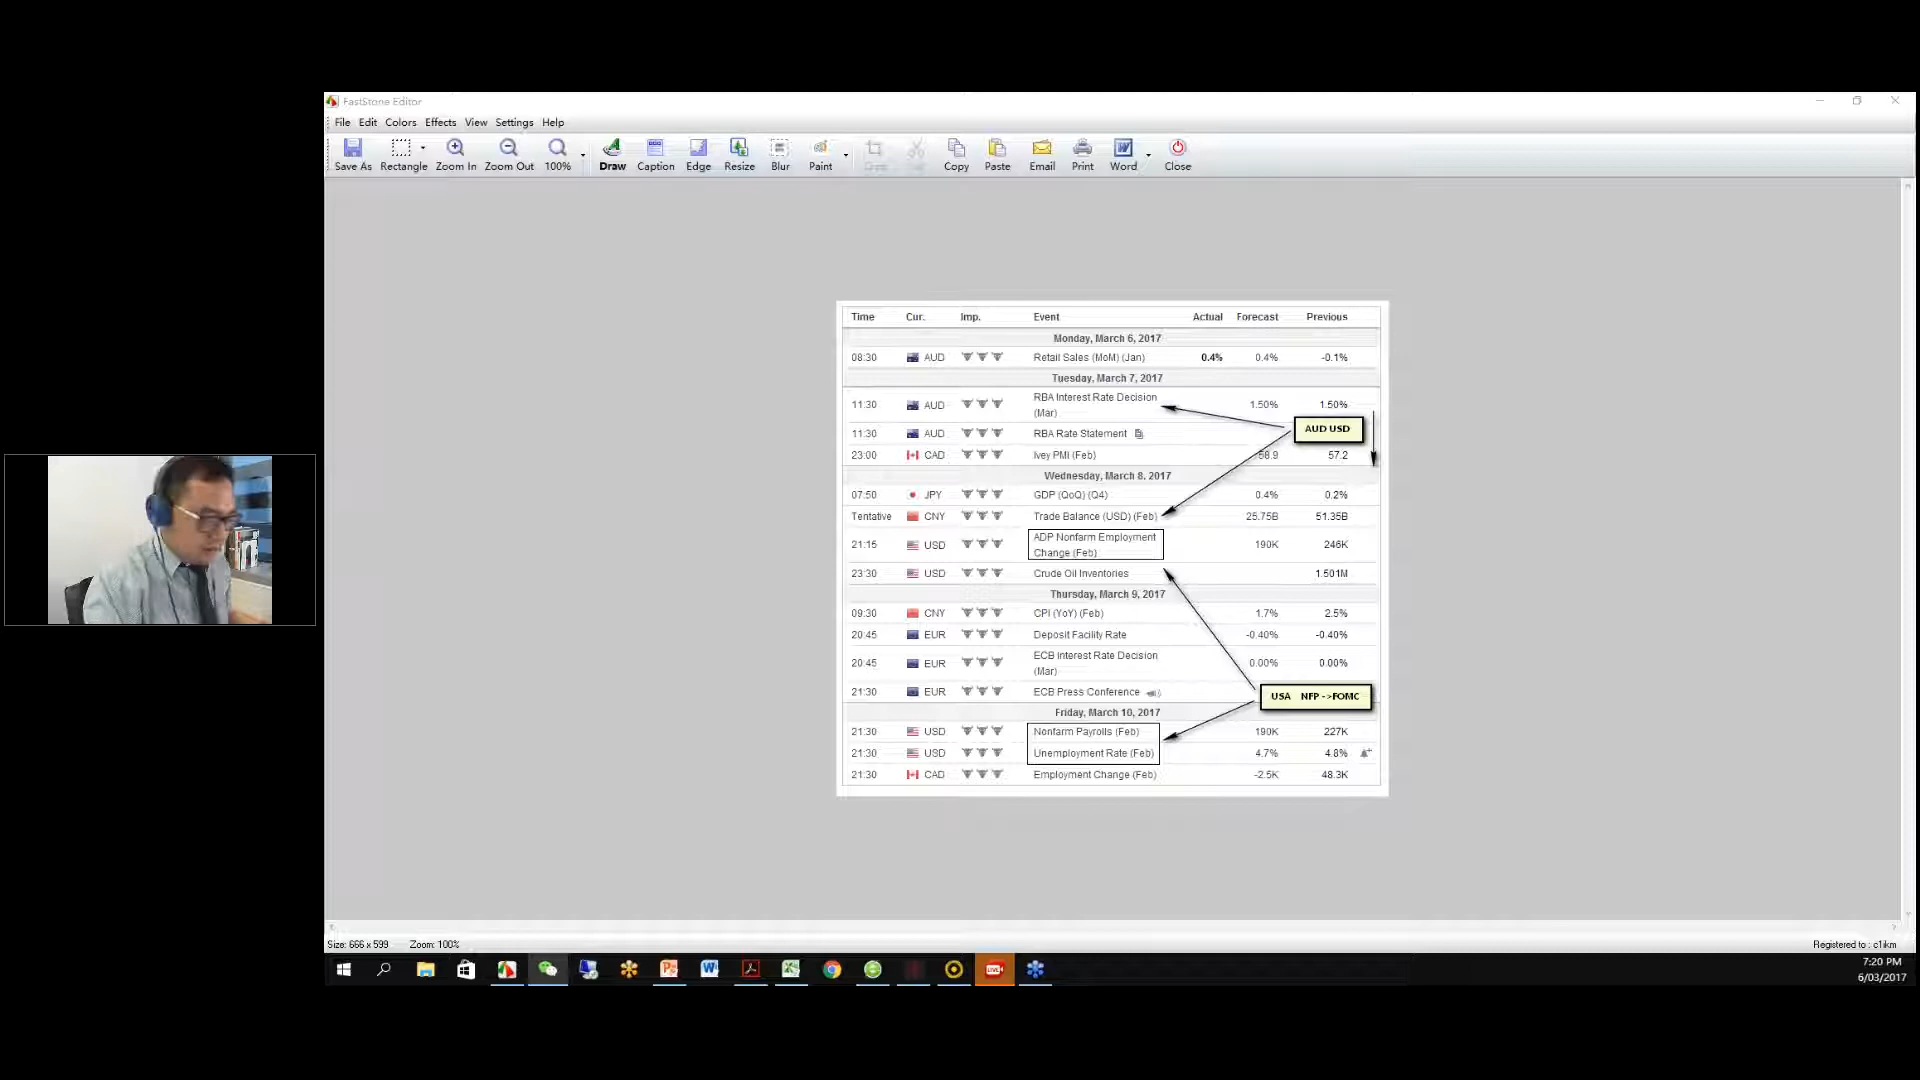 FastStone Editor
File Edit Colors Effects View Settings Help
Save As Rectangle Zoom In Zoom Out 100% Draw Caption Edge Resize Blur Paint Copy Paste Email Print Word Close
Time Cur. Imp. Event Actual Forecast Previous
Monday, March 6, 2017
08:30 AUD Retail Sales (MoM) (Jan) 0.4% 0.4% -0.1%
Tuesday, March 7, 2017
11:30 AUD RBA Interest Rate Decision (Mar) 1.50% 1.50%
AUD USD
11:30 AUD RBA Rate Statement
23:00 CAD Ivey PMI (Feb) 58.9 57.2
Wednesday, March 8, 2017
07:50 JPY GDP (QoQ) (Q4) 0.4% 0.2%
Tentative CNY Trade Balance (USD) (Feb) 25.75B 51.35B
21:15 USD ADP Nonfarm Employment Change (Feb) 190K 246K
23:30 USD Crude Oil Inventories 1.501M
Thursday, March 9, 2017
09:30 CNY CPI (YoY) (Feb) 1.7% 2.5%
20:45 EUR Deposit Facility Rate -0.40% -0.40%
20:45 EUR ECB Interest Rate Decision (Mar) 0.00% 0.00%
21:30 EUR ECB Press Conference
USA NFP ->FOMC
Friday, March 10, 2017
21:30 USD Nonfarm Payrolls (Feb) 190K 227K
21:30 USD Unemployment Rate (Feb) 4.7% 4.8%
21:30 CAD Employment Change (Feb) -2.5K 48.3K
Size: 666 x 599 Zoom: 100% Registered to : c1ikm
7:20 PM
6/03/2017